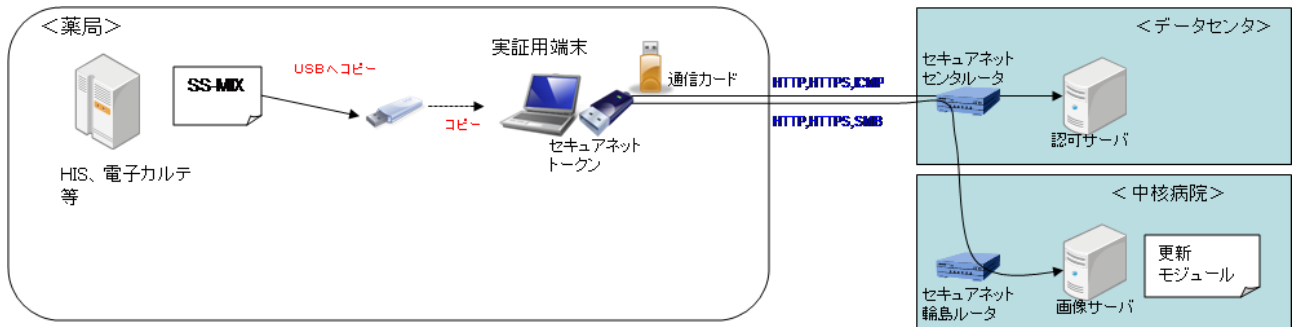 ＜薬局＞
HIS、電子カルテ
等
SS-MIX
USBへコピー
コピー
実証用端末
セキュアネット
トークン
通信カード
HTTP,HTTPS,ICMP
HTTP,HTTPS,SMB
＜データセンタ＞
セキュアネット
センタルータ
認可サーバ
＜中核病院＞
セキュアネット
輪島ルータ
画像サーバ
更新
モジュール